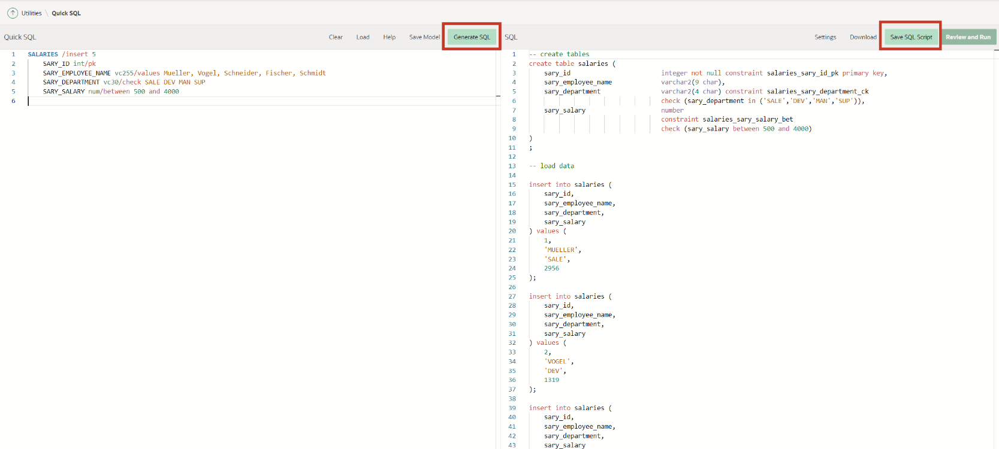 Utilities \ Quick SQL
Quick SQL Clear Load Help Save Model Generate SQL
1 SALARIES /insert 5
2 SARY_ID int/pk
3 SARY_EMPLOYEE_NAME vc255/values Mueller, Vogel, Schneider, Fischer, Schmidt
4 SARY_DEPARTMENT vc30/check SALE DEV MAN SUP
5 SARY_SALARY num/between 500 and 4000
6
SQL Settings Download Save SQL Script Review and Run
1 -- create tables
2 create table salaries (
3 sary_id integer not null constraint salaries_sary_id_pk primary key,
4 sary_employee_name varchar2(9 char),
5 sary_department varchar2(4 char) constraint salaries_sary_department_ck
6 check (sary_department in ('SALE','DEV','MAN','SUP')),
7 sary_salary number
8 constraint salaries_sary_salary_bet
9 check (sary_salary between 500 and 4000)
10 )
11 ;
12
13 -- load data
14
15 insert into salaries (
16 sary_id,
17 sary_employee_name,
18 sary_department,
19 sary_salary
20 ) values (
21 1,
22 'MUELLER',
23 'SALE',
24 2956
25 );
26
27 insert into salaries (
28 sary_id,
29 sary_employee_name,
30 sary_department,
31 sary_salary
32 ) values (
33 2,
34 'VOGEL',
35 'DEV',
36 1319
37 );
38
39 insert into salaries (
40 sary_id,
41 sary_employee_name,
42 sary_department,
43 sary_salary